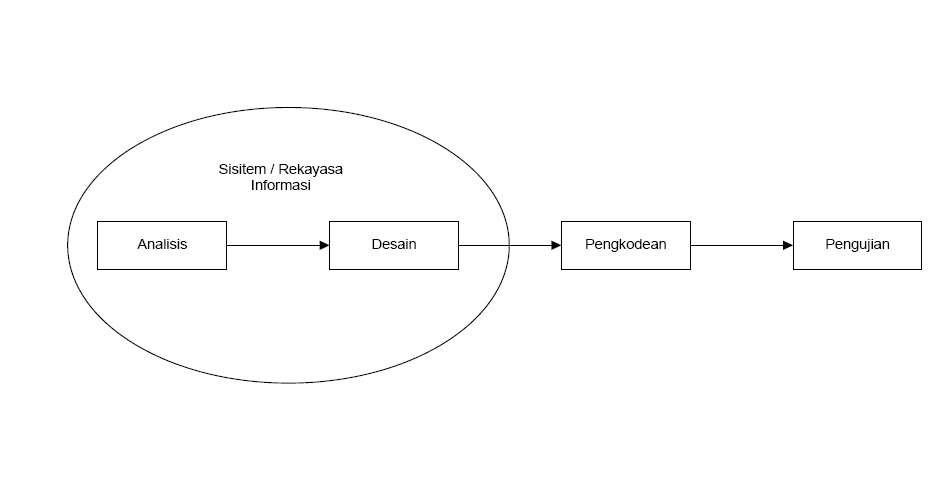 Sisitem / Rekayasa
Informasi
Analisis
Desain
Pengkodean
Pengujian